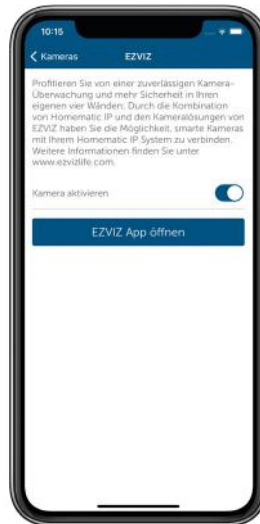 10:15
Kameras EZVIZ
Profitieren Sie von einer zuverlässigen Kamera-
Überwachung und mehr Sicherheit in Ihren
eigenen vier Wänden: Durch die Kombination
von Homematic IP und den Kameralösungen von
EZVIZ haben Sie die Möglichkeit, smarte Kameras
mit Ihrem Homematic IP System zu verbinden.
Weitere Informationen finden Sie unter
www.ezvizlife.com.
Kamera aktivieren
EZVIZ App öffnen